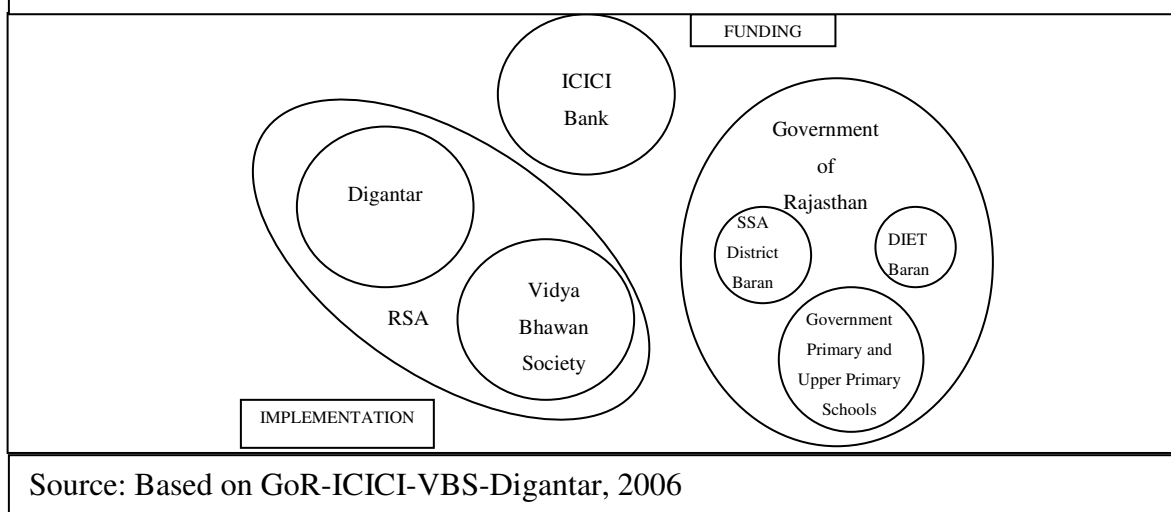 FUNDING
ICICI
Bank
Government
of
Rajasthan
Digantar
SSA
District
Baran
DIET
Baran
RSA
Vidya
Bhawan
Society
Government
Primary and
Upper Primary
Schools
IMPLEMENTATION
Source: Based on GoR-ICICI-VBS-Digantar, 2006